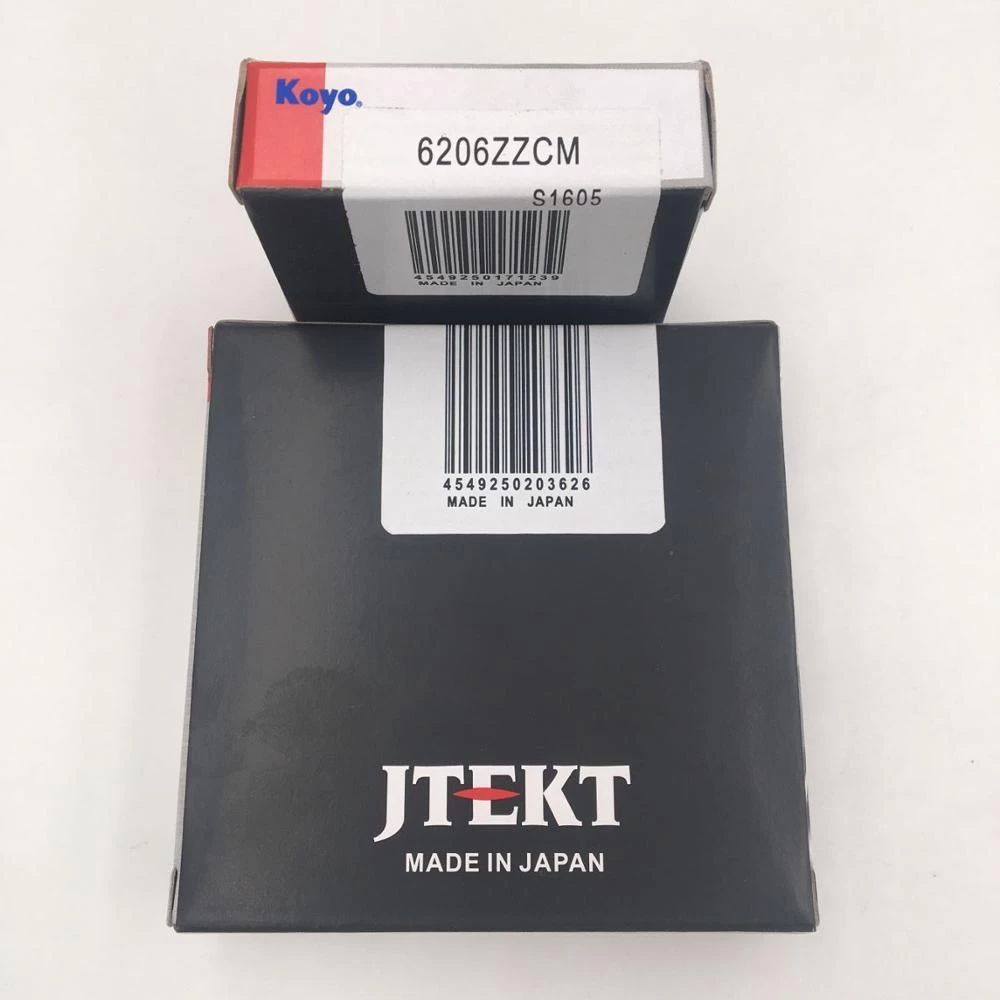 Koyo
6206ZZCM
S1605
4549250171239
MADE IN JAPAN
4549250203626
MADE IN JAPAN
JTEKT
MADE IN JAPAN